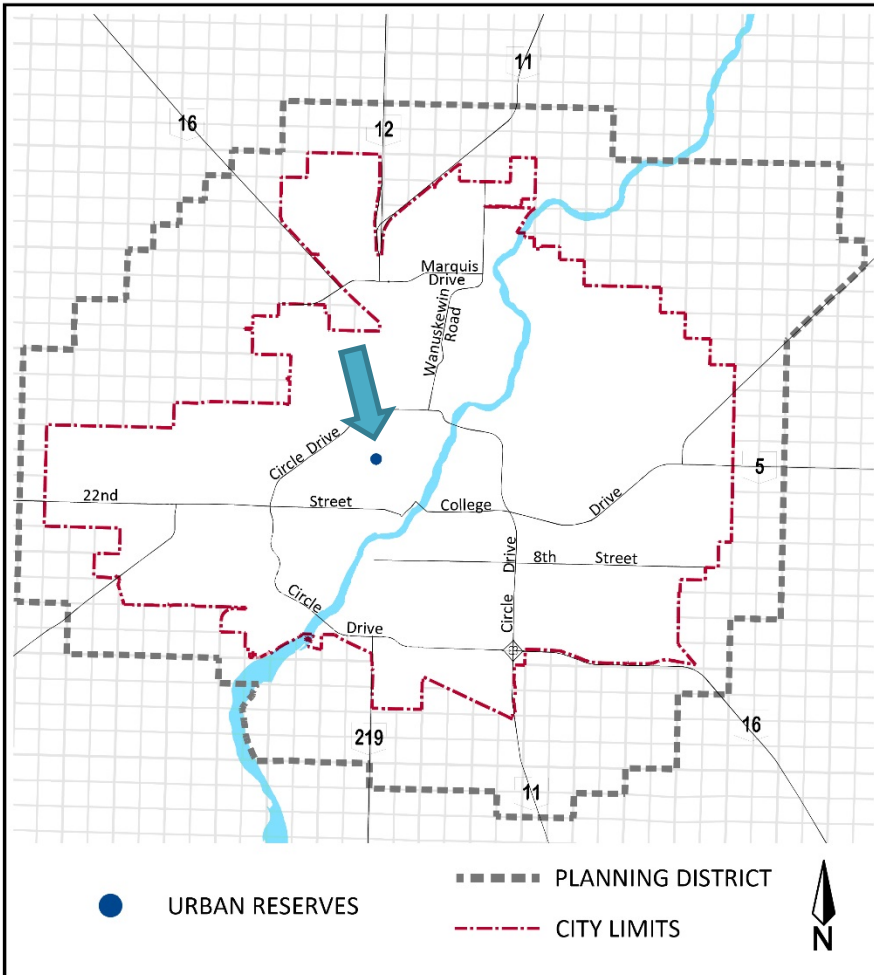 11
16
12
Marquis
Drive
Wanuskewin
Road
Circle Drive
5
22nd
Street
College
Drive
Drive
8th
Street
Circle
Circle
Drive
16
219
11
URBAN RESERVES
PLANNING DISTRICT
CITY LIMITS
N